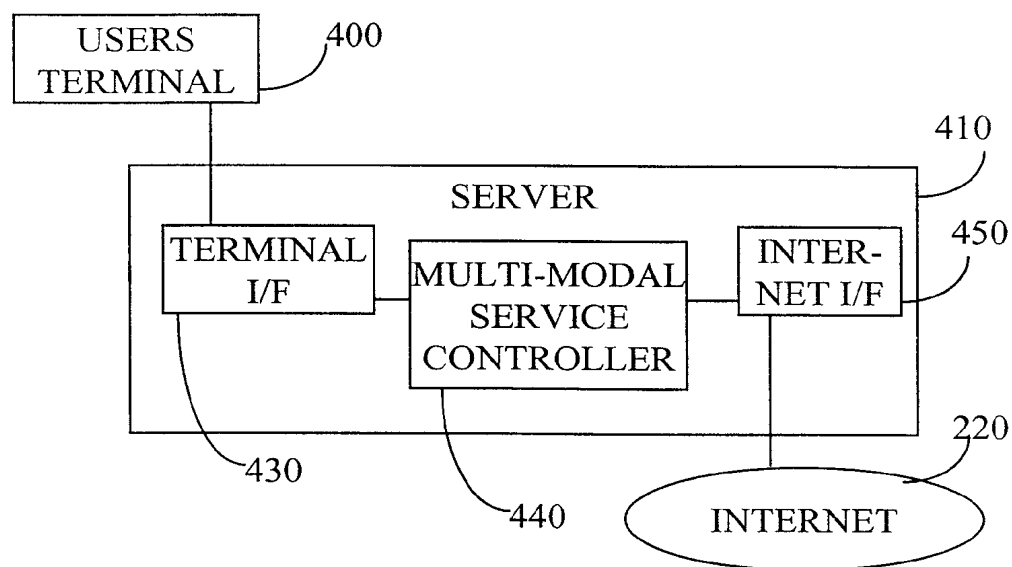 USERS
TERMINAL
400
410
SERVER
TERMINAL
I/F
MULTI-MODAL
SERVICE
CONTROLLER
INTER-
NET I/F
450
430
440
220
INTERNET